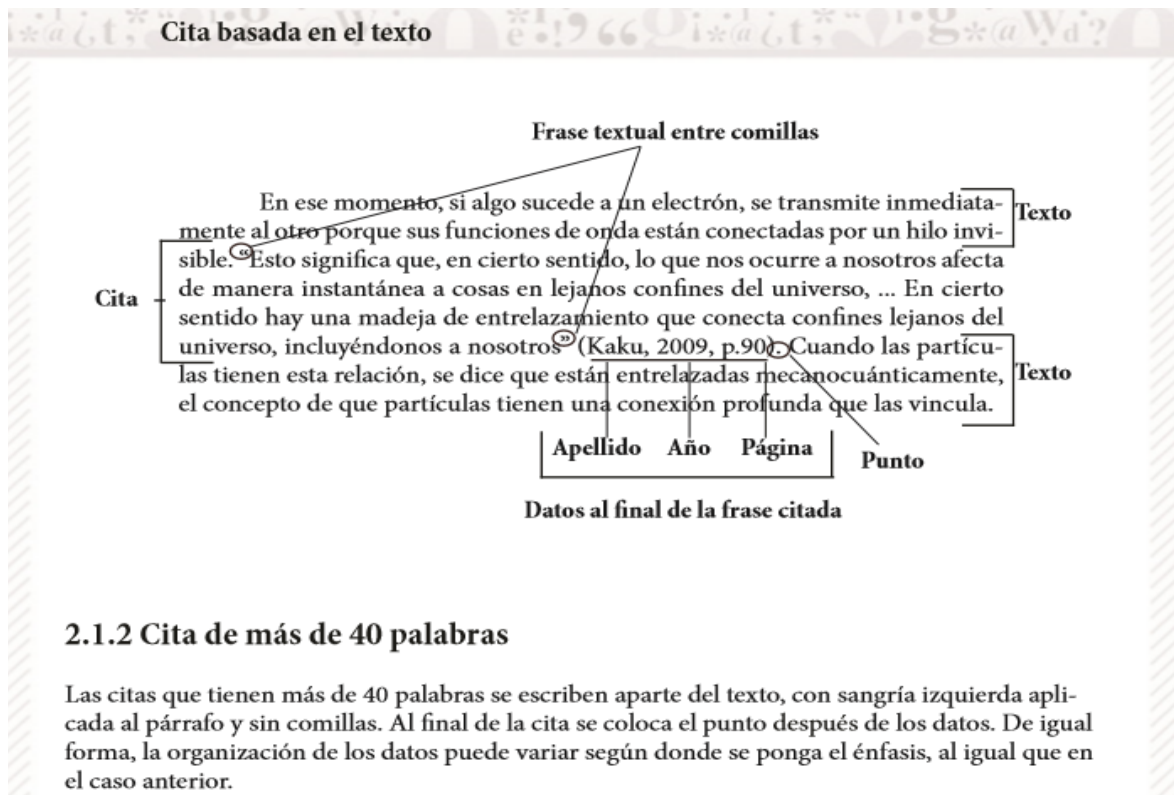 Cita basada en el texto
Frase textual entre comillas
En ese momento, si algo sucede a un electrón, se transmite inmediata-
mente al otro porque sus funciones de onda están conectadas por un hilo invi-
sible. “Esto significa que, en cierto sentido, lo que nos ocurre a nosotros afecta
de manera instantánea a cosas en lejanos confines del universo, ... En cierto
sentido hay una madeja de entrelazamiento que conecta confines lejanos del
universo, incluyéndonos a nosotros” (Kaku, 2009, p.90). Cuando las partícu-
las tienen esta relación, se dice que están entrelazadas mecanocuánticamente,
el concepto de que partículas tienen una conexión profunda que las vincula.
Texto
Cita
Texto
Apellido Año Página
Punto
Datos al final de la frase citada
2.1.2 Cita de más de 40 palabras
Las citas que tienen más de 40 palabras se escriben aparte del texto, con sangría izquierda apli-
cada al párrafo y sin comillas. Al final de la cita se coloca el punto después de los datos. De igual
forma, la organización de los datos puede variar según donde se ponga el énfasis, al igual que en
el caso anterior.